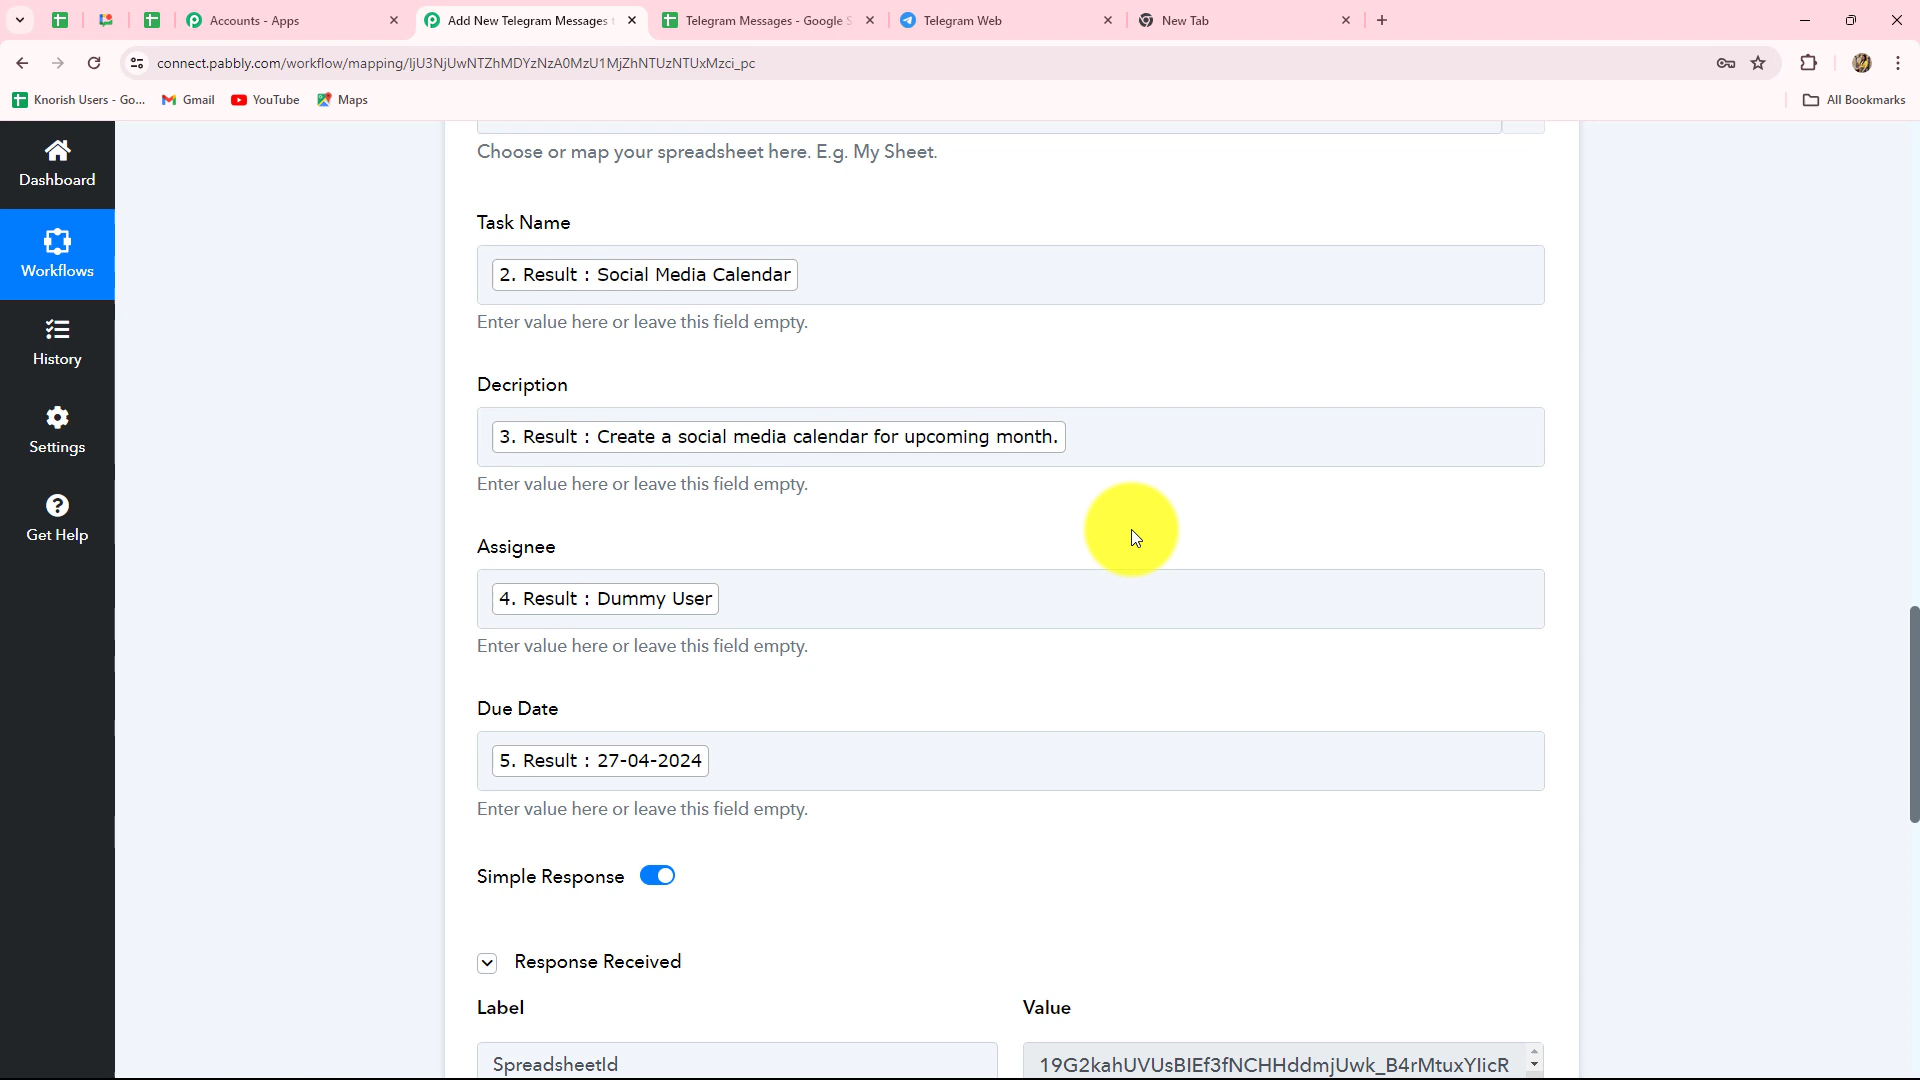 Accounts - Apps
Add New Telegram Messages
Telegram Messages - Google S
Telegram Web
New Tab
connect.pabbly.com/workflow/mapping/IjU3NjUwNTZhMDYzNzA0MzU1MjZhNTUzNTUxMzci_pc
Knorish Users - Go...
Gmail
YouTube
Maps
All Bookmarks
Dashboard
Workflows
History
Settings
Get Help
Choose or map your spreadsheet here. E.g. My Sheet.
Task Name
2. Result : Social Media Calendar
Enter value here or leave this field empty.
Decription
3. Result : Create a social media calendar for upcoming month.
Enter value here or leave this field empty.
Assignee
4. Result : Dummy User
Enter value here or leave this field empty.
Due Date
5. Result : 27-04-2024
Enter value here or leave this field empty.
Simple Response
Response Received
Label
Value
SpreadsheetId
19G2kahUVUsBIEf3fNCHHddmjUwk_B4rMtuxYlicR